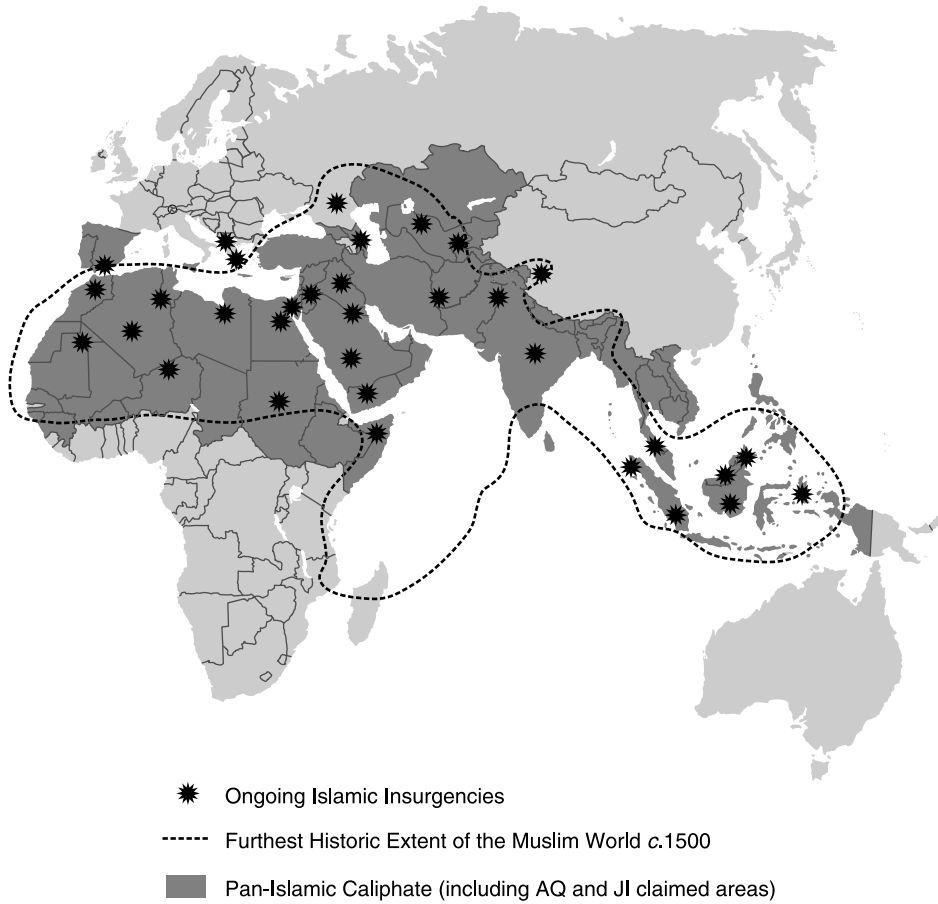 Ongoing Islamic Insurgencies
Furthest Historic Extent of the Muslim World c.1500
Pan-Islamic Caliphate (including AQ and JI claimed areas)